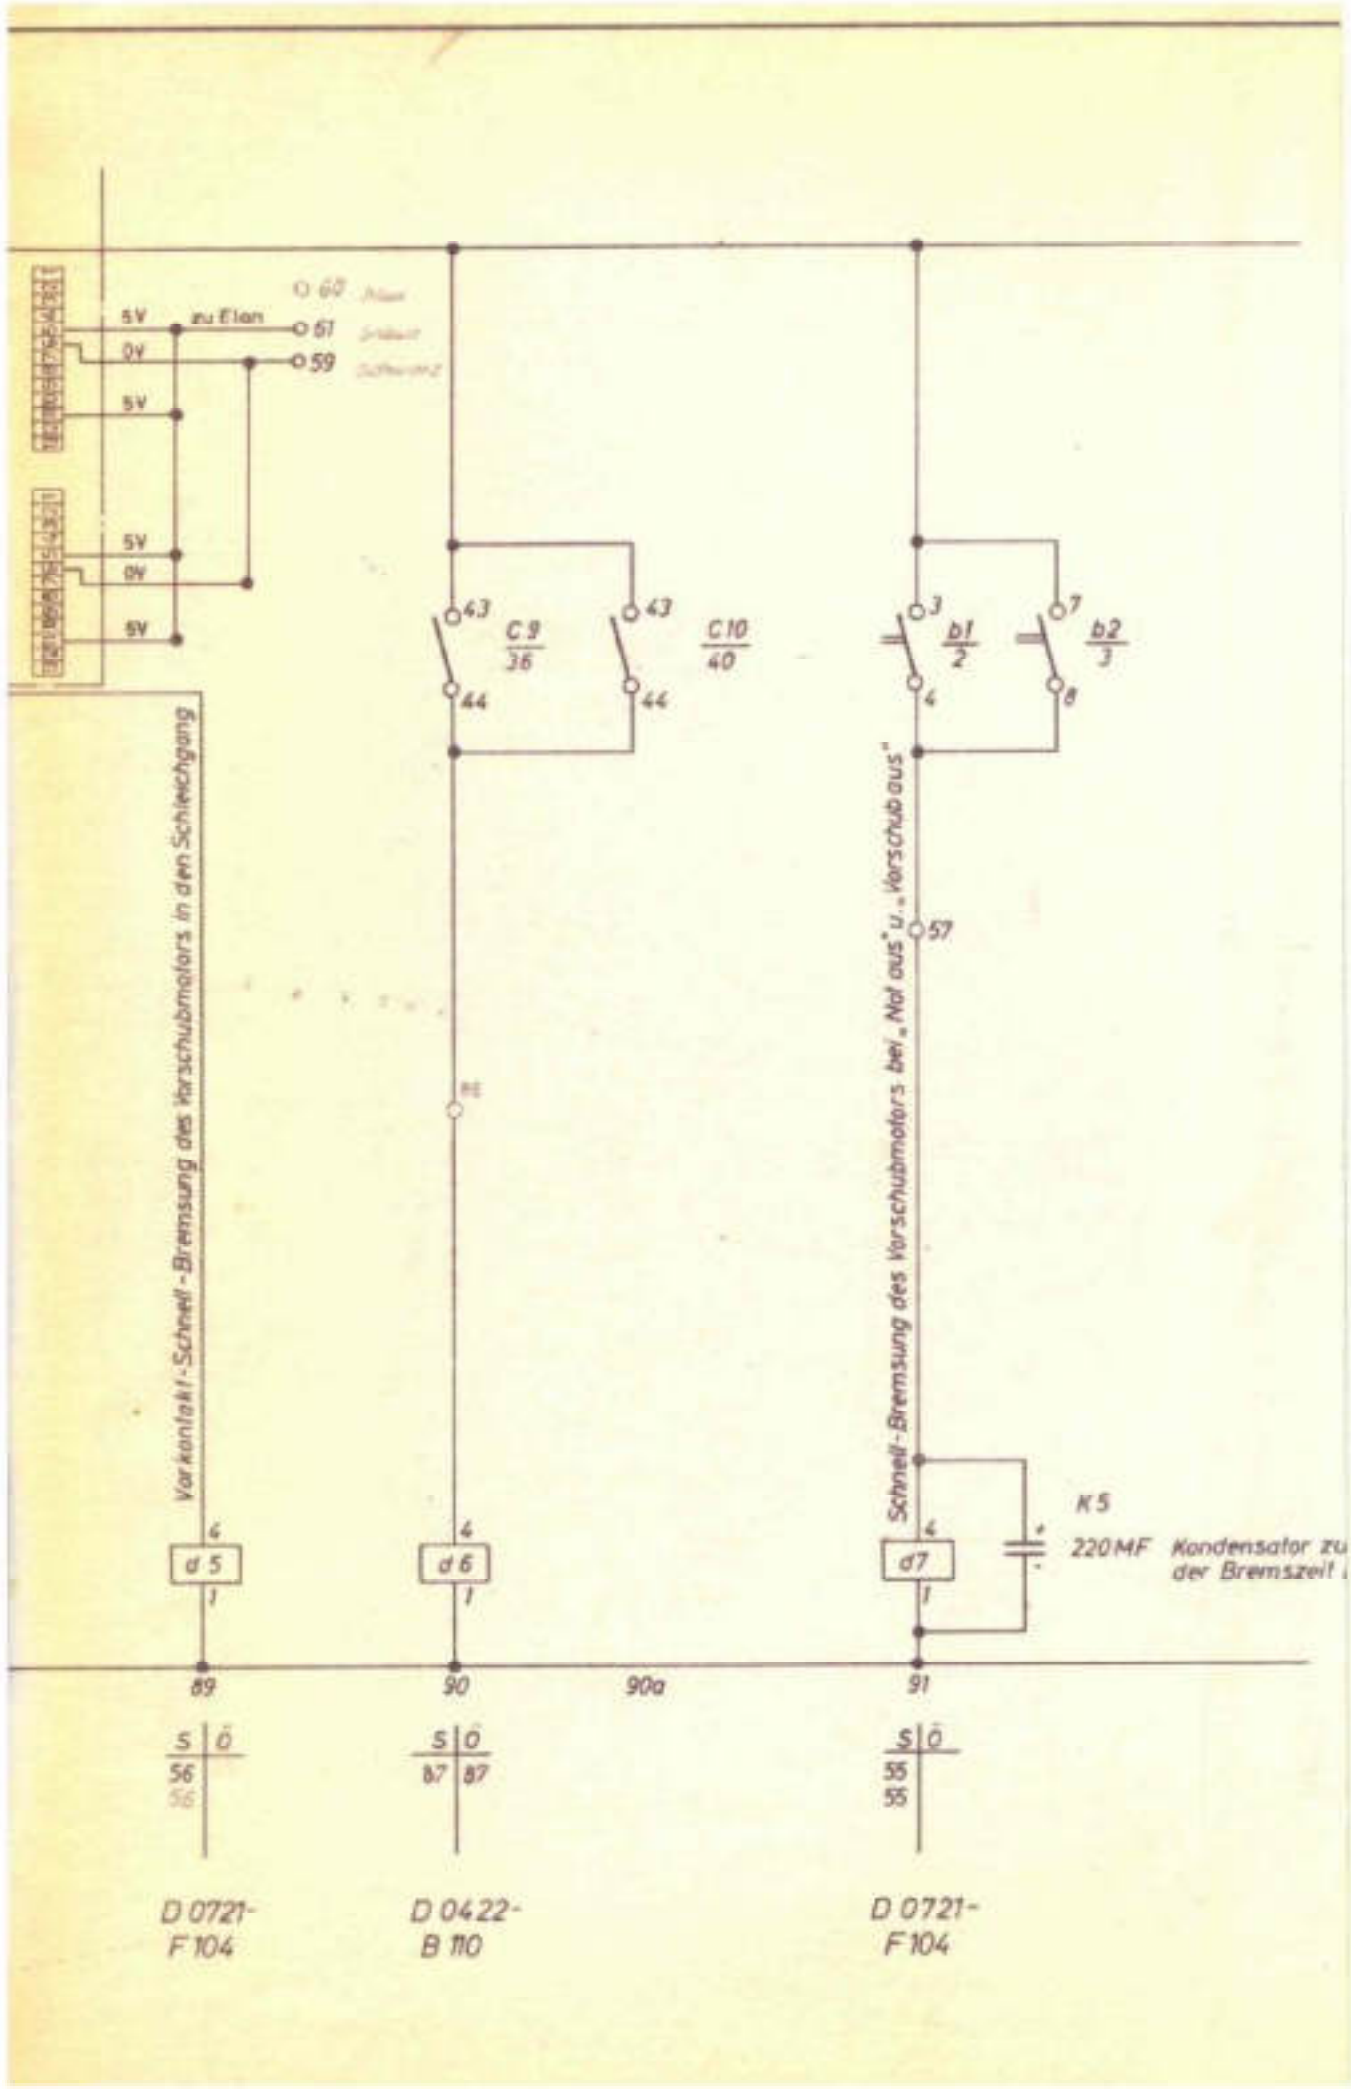 60
5V zu Elan 61
0V 59
5V
5V
0V
5V
43 43 3 7
C9 C10 b1 b2
36 40 2 3
44 44 4 8
Vorkontakt-Schnell-Bremsung des Vorschubmotors in den Schleichgang
Schnell-Bremsung des Vorschubmotors bei „Not aus" u. „Vorschub aus"
57
K5
4 4 4 +
d5 d6 d7 220MF Kondensator zu
- der Bremszeit
1 1 1
89 90 90a 91
S Ö S Ö S Ö
56 87 87 55
56 55
D 0721- D 0422- D 0721-
F 104 B 110 F 104